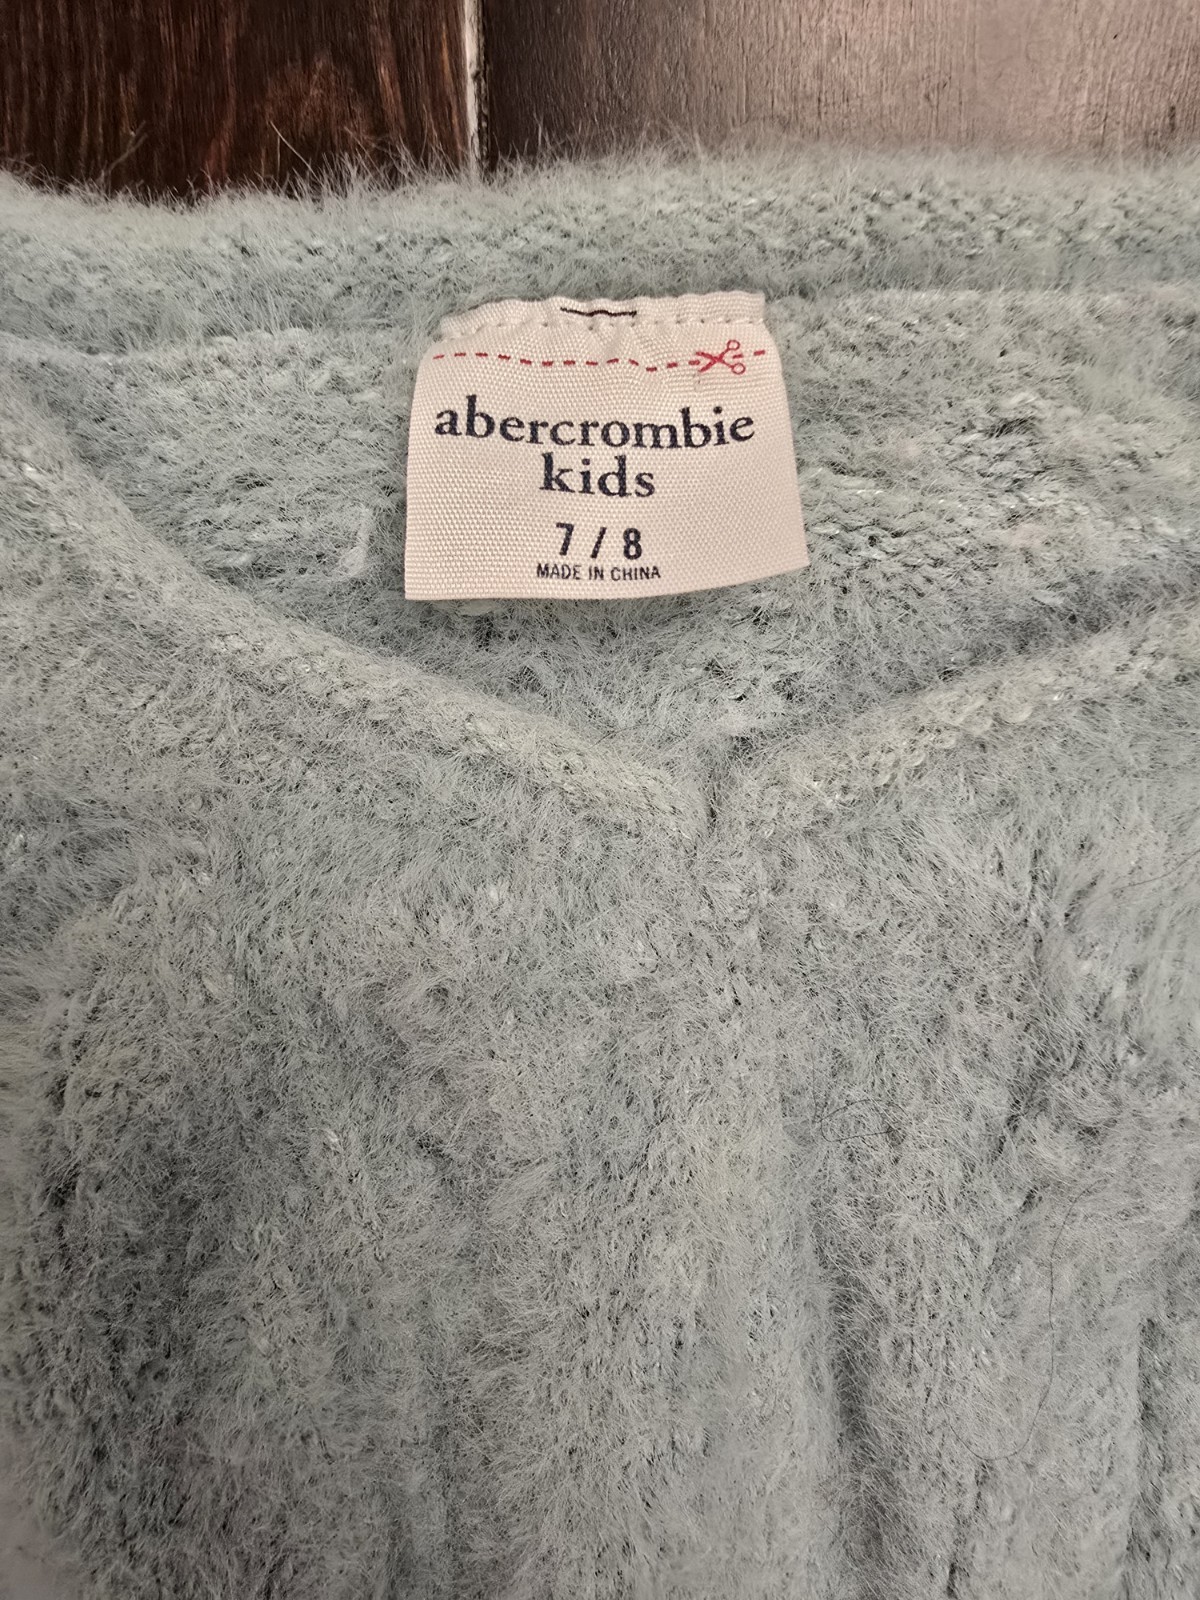 abercrombie
kids
7 / 8
MADE IN CHINA